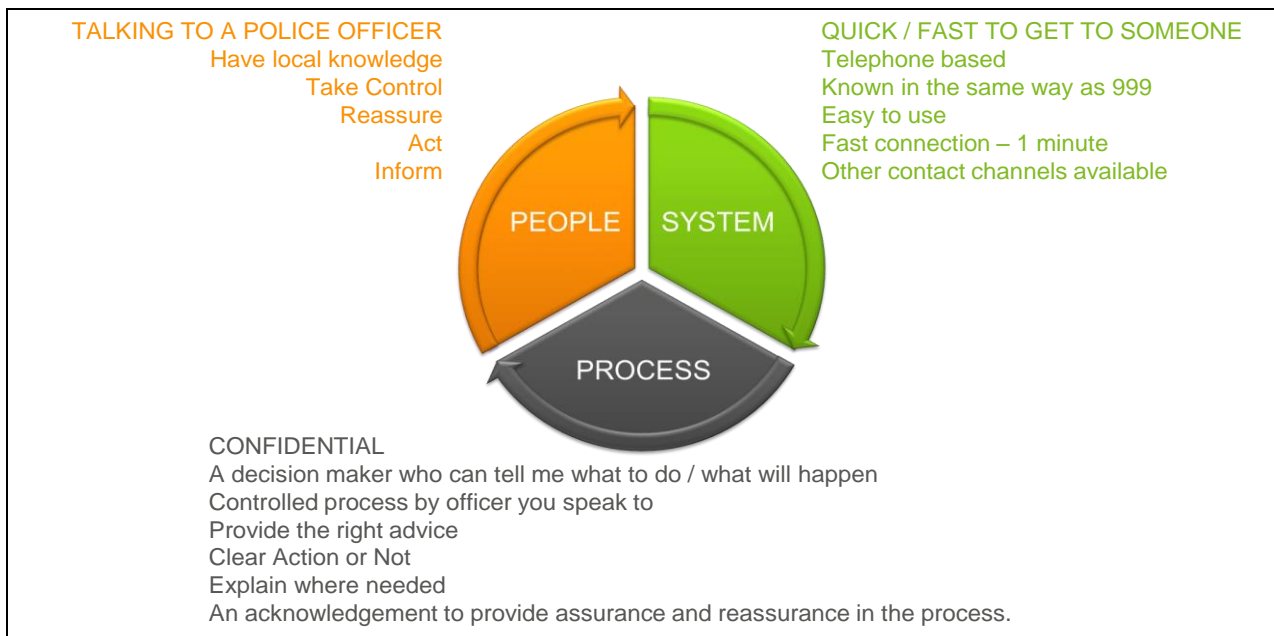 TALKING TO A POLICE OFFICER
Have local knowledge
Take Control
Reassure
Act
Inform
QUICK / FAST TO GET TO SOMEONE
Telephone based
Known in the same way as 999
Easy to use
Fast connection – 1 minute
Other contact channels available
PEOPLE
SYSTEM
PROCESS
CONFIDENTIAL
A decision maker who can tell me what to do / what will happen
Controlled process by officer you speak to
Provide the right advice
Clear Action or Not
Explain where needed
An acknowledgement to provide assurance and reassurance in the process.